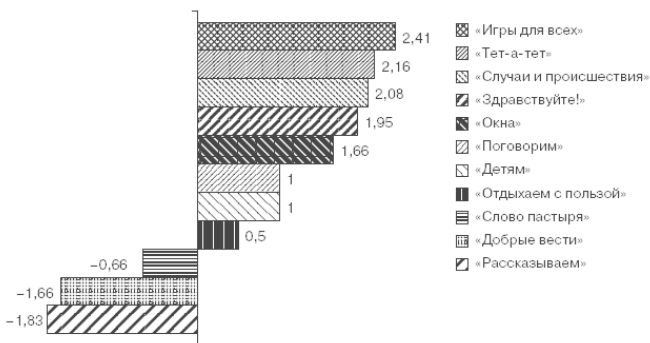 2,41
2,16
2,08
1,95
1,66
1
1
0,5
−0,66
−1,66
−1,83
«Игры для всех»
«Тет-а-тет»
«Случаи и происшествия»
«Здравствуйте!»
«Окна»
«Поговорим»
«Детям»
«Отдыхаем с пользой»
«Слово пастыря»
«Добрые вести»
«Рассказываем»